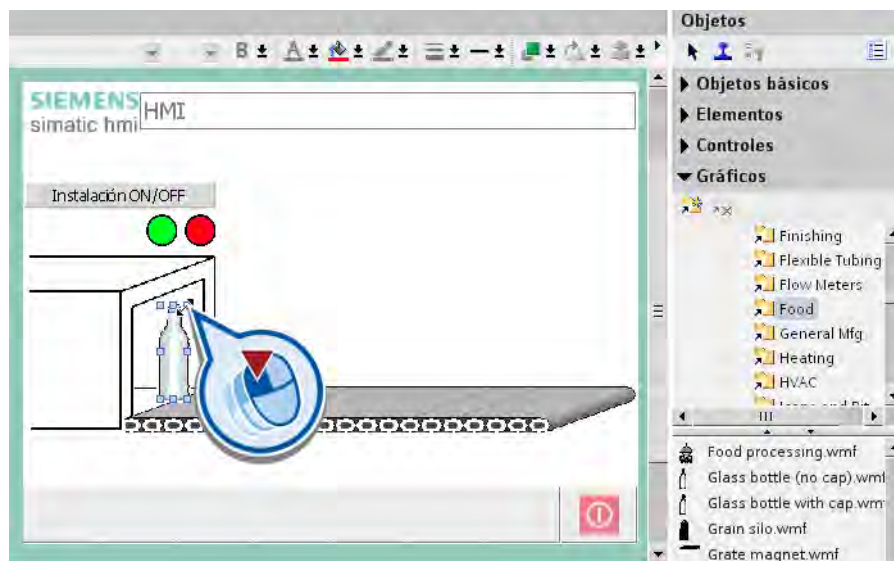 Objetos
B A
SIEMENS
simatic hmi
HMI
Instalación ON/OFF
Objetos básicos
Elementos
Controles
Gráficos
Finishing
Flexible Tubing
Flow Meters
Food
General Mfg
Heating
HVAC
Food processing.wmf
Glass bottle (no cap).wmf
Glass bottle with cap.wm
Grain silo.wmf
Grate magnet.wmf